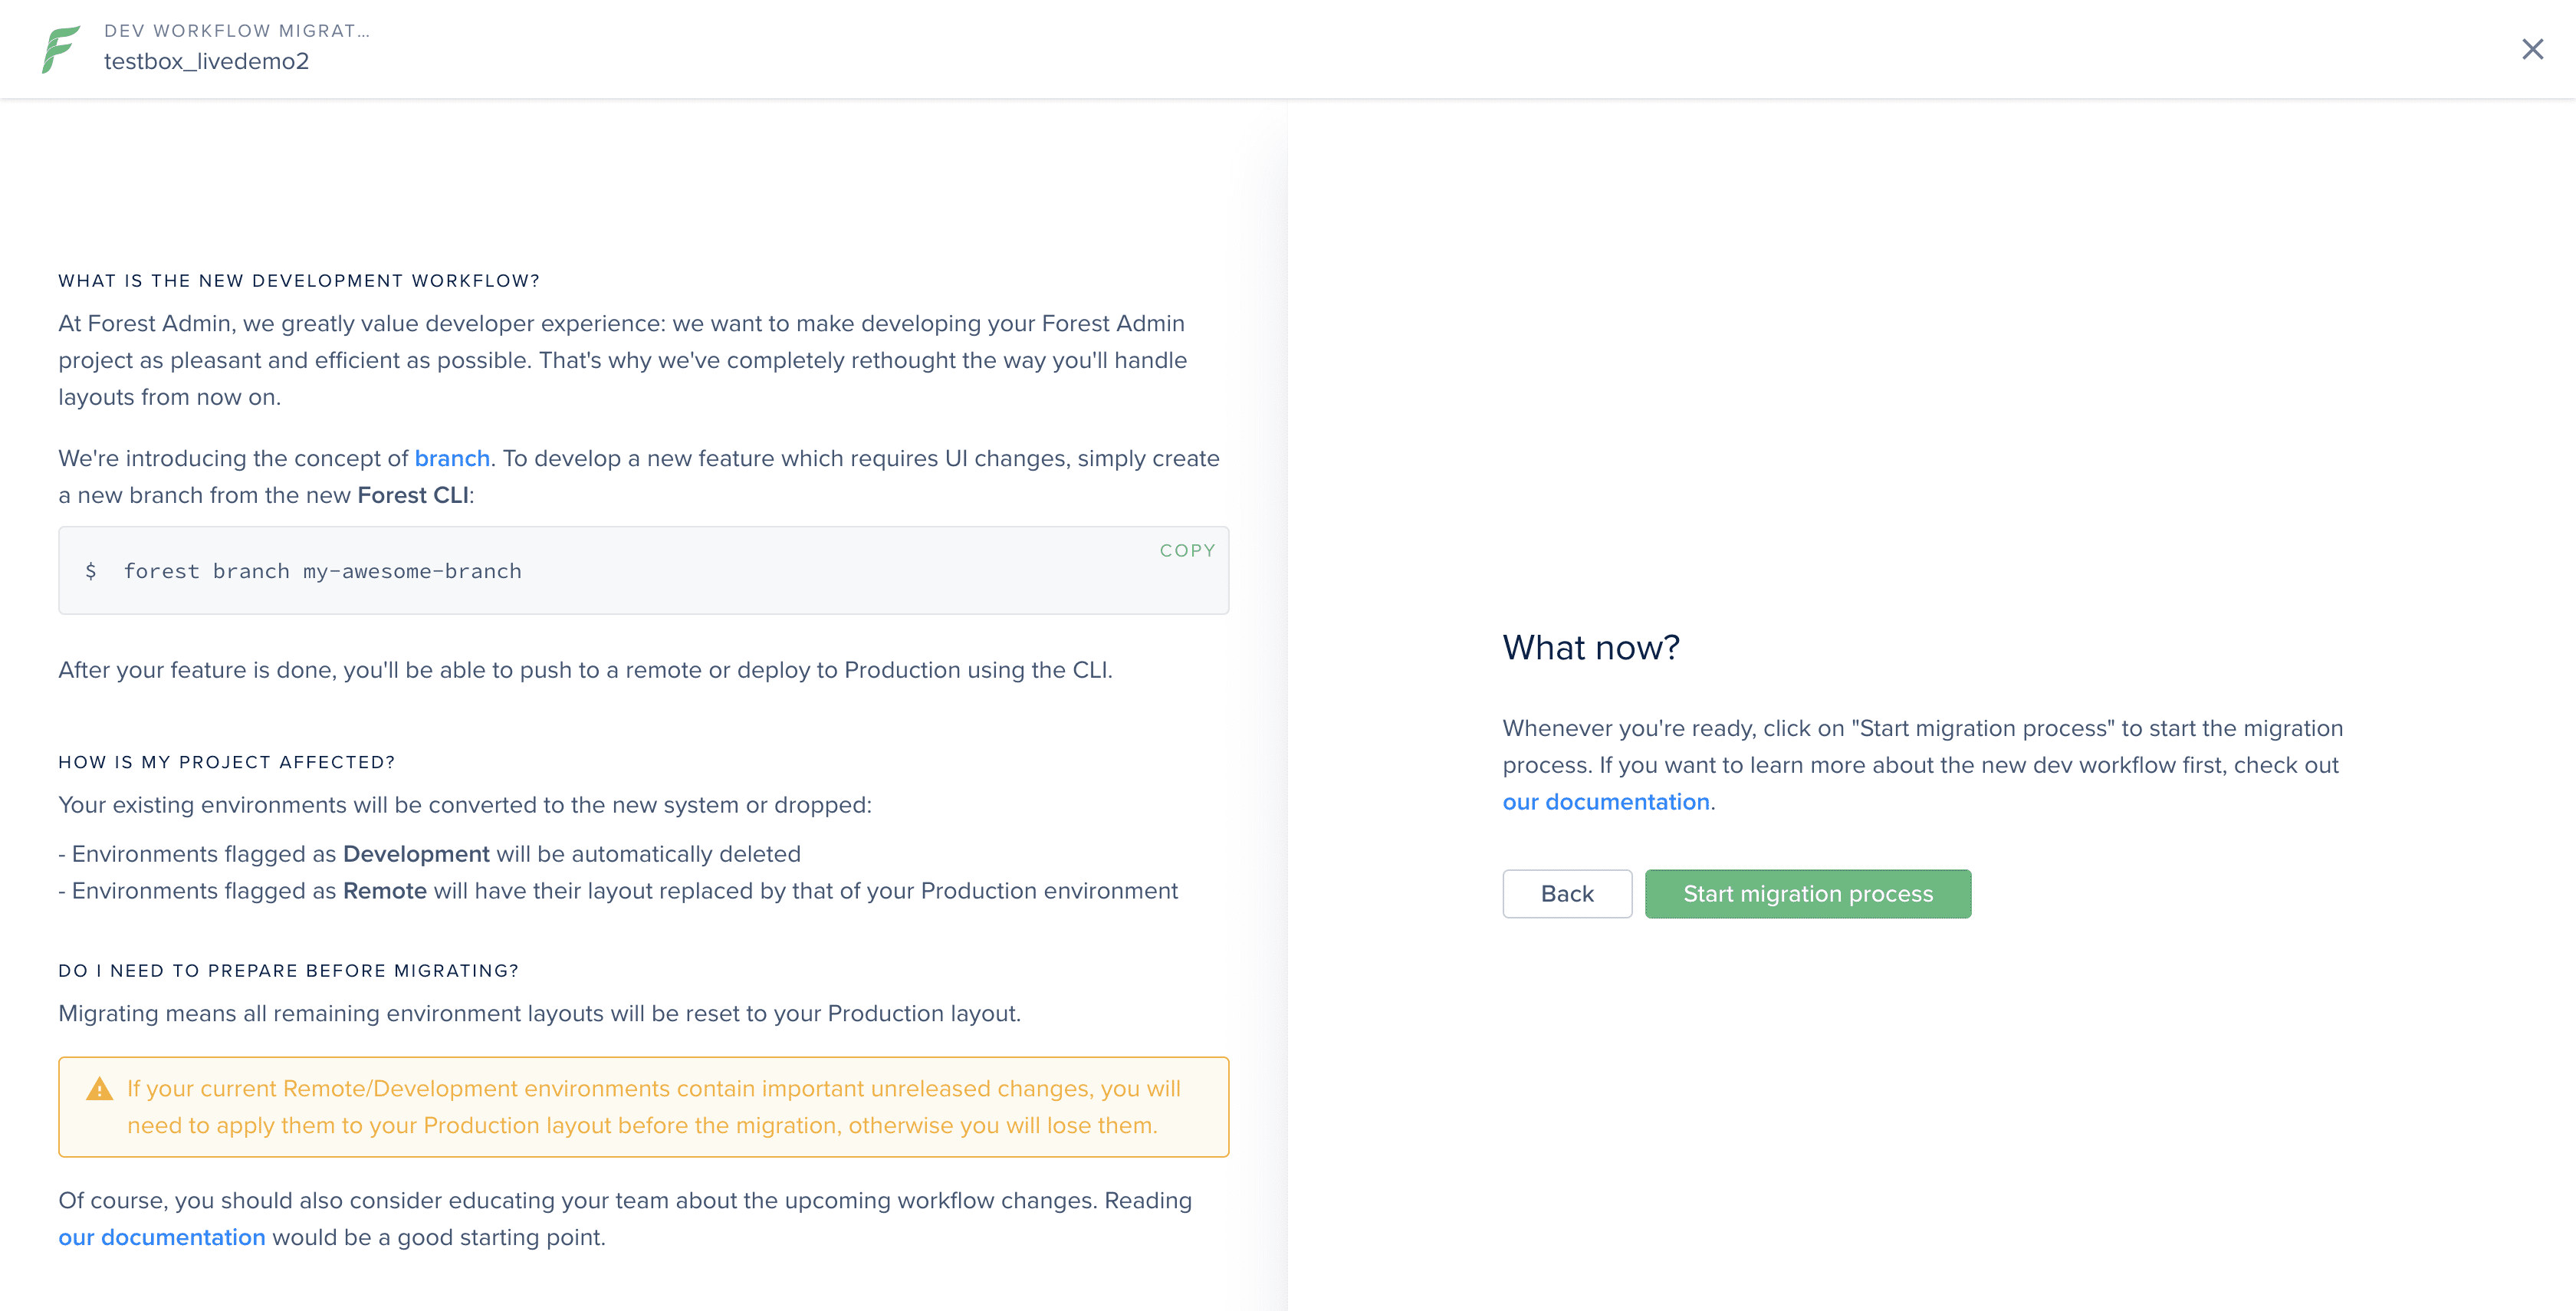 DEV WORKFLOW MIGRAT...
testbox_livedemo2
WHAT IS THE NEW DEVELOPMENT WORKFLOW?
At Forest Admin, we greatly value developer experience: we want to make developing your Forest Admin
project as pleasant and efficient as possible. That's why we've completely rethought the way you'll handle
layouts from now on.
We're introducing the concept of branch. To develop a new feature which requires UI changes, simply create
a new branch from the new Forest CLI:
COPY
$ forest branch my-awesome-branch
After your feature is done, you'll be able to push to a remote or deploy to Production using the CLI.
HOW IS MY PROJECT AFFECTED?
Your existing environments will be converted to the new system or dropped:
- Environments flagged as Development will be automatically deleted
- Environments flagged as Remote will have their layout replaced by that of your Production environment
DO I NEED TO PREPARE BEFORE MIGRATING?
Migrating means all remaining environment layouts will be reset to your Production layout.
If your current Remote/Development environments contain important unreleased changes, you will
need to apply them to your Production layout before the migration, otherwise you will lose them.
Of course, you should also consider educating your team about the upcoming workflow changes. Reading
our documentation would be a good starting point.
What now?
Whenever you're ready, click on "Start migration process" to start the migration
process. If you want to learn more about the new dev workflow first, check out
our documentation.
Back
Start migration process